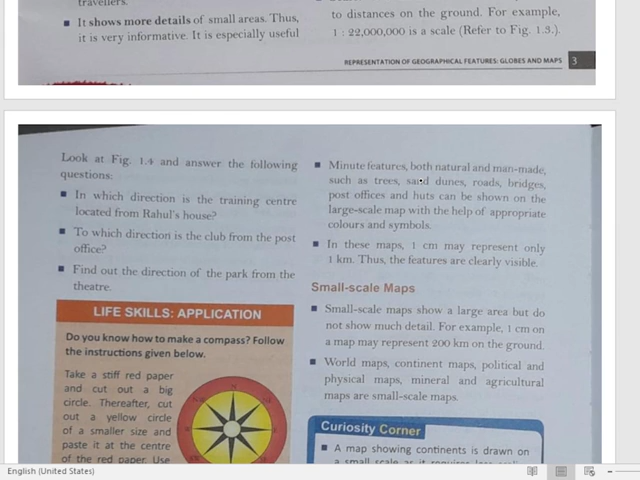 travellers.
▪ It shows more details of small areas. Thus,
it is very informative. It is especially useful
to distances on the ground. For example,
1 : 22,000,000 is a scale (Refer to Fig. 1.3.).
REPRESENTATION OF GEOGRAPHICAL FEATURES: GLOBES AND MAPS 3
Look at Fig. 1.4 and answer the following
questions:
▪ In which direction is the training centre
located from Rahul's house?
▪ To which direction is the club from the post
office?
▪ Find out the direction of the park from the
theatre.
LIFE SKILLS: APPLICATION
Do you know how to make a compass? Follow
the instructions given below.
Take a stiff red paper
and cut out a big
circle. Thereafter, cut
out a yellow circle
of a smaller size and
paste it at the centre
of the red paper. Use
N
▪ Minute features, both natural and man-made,
such as trees, sand dunes, roads, bridges,
post offices and huts can be shown on the
large-scale map with the help of appropriate
colours and symbols.
▪ In these maps, 1 cm may represent only
1 km. Thus, the features are clearly visible.
Small-scale Maps
▪ Small-scale maps show a large area but do
not show much detail. For example, 1 cm on
a map may represent 200 km on the ground.
▪ World maps, continent maps, political and
physical maps, mineral and agricultural
maps are small-scale maps.
Curiosity Corner
▪ A map showing continents is drawn on
a small scale as it requires less
English (United States)